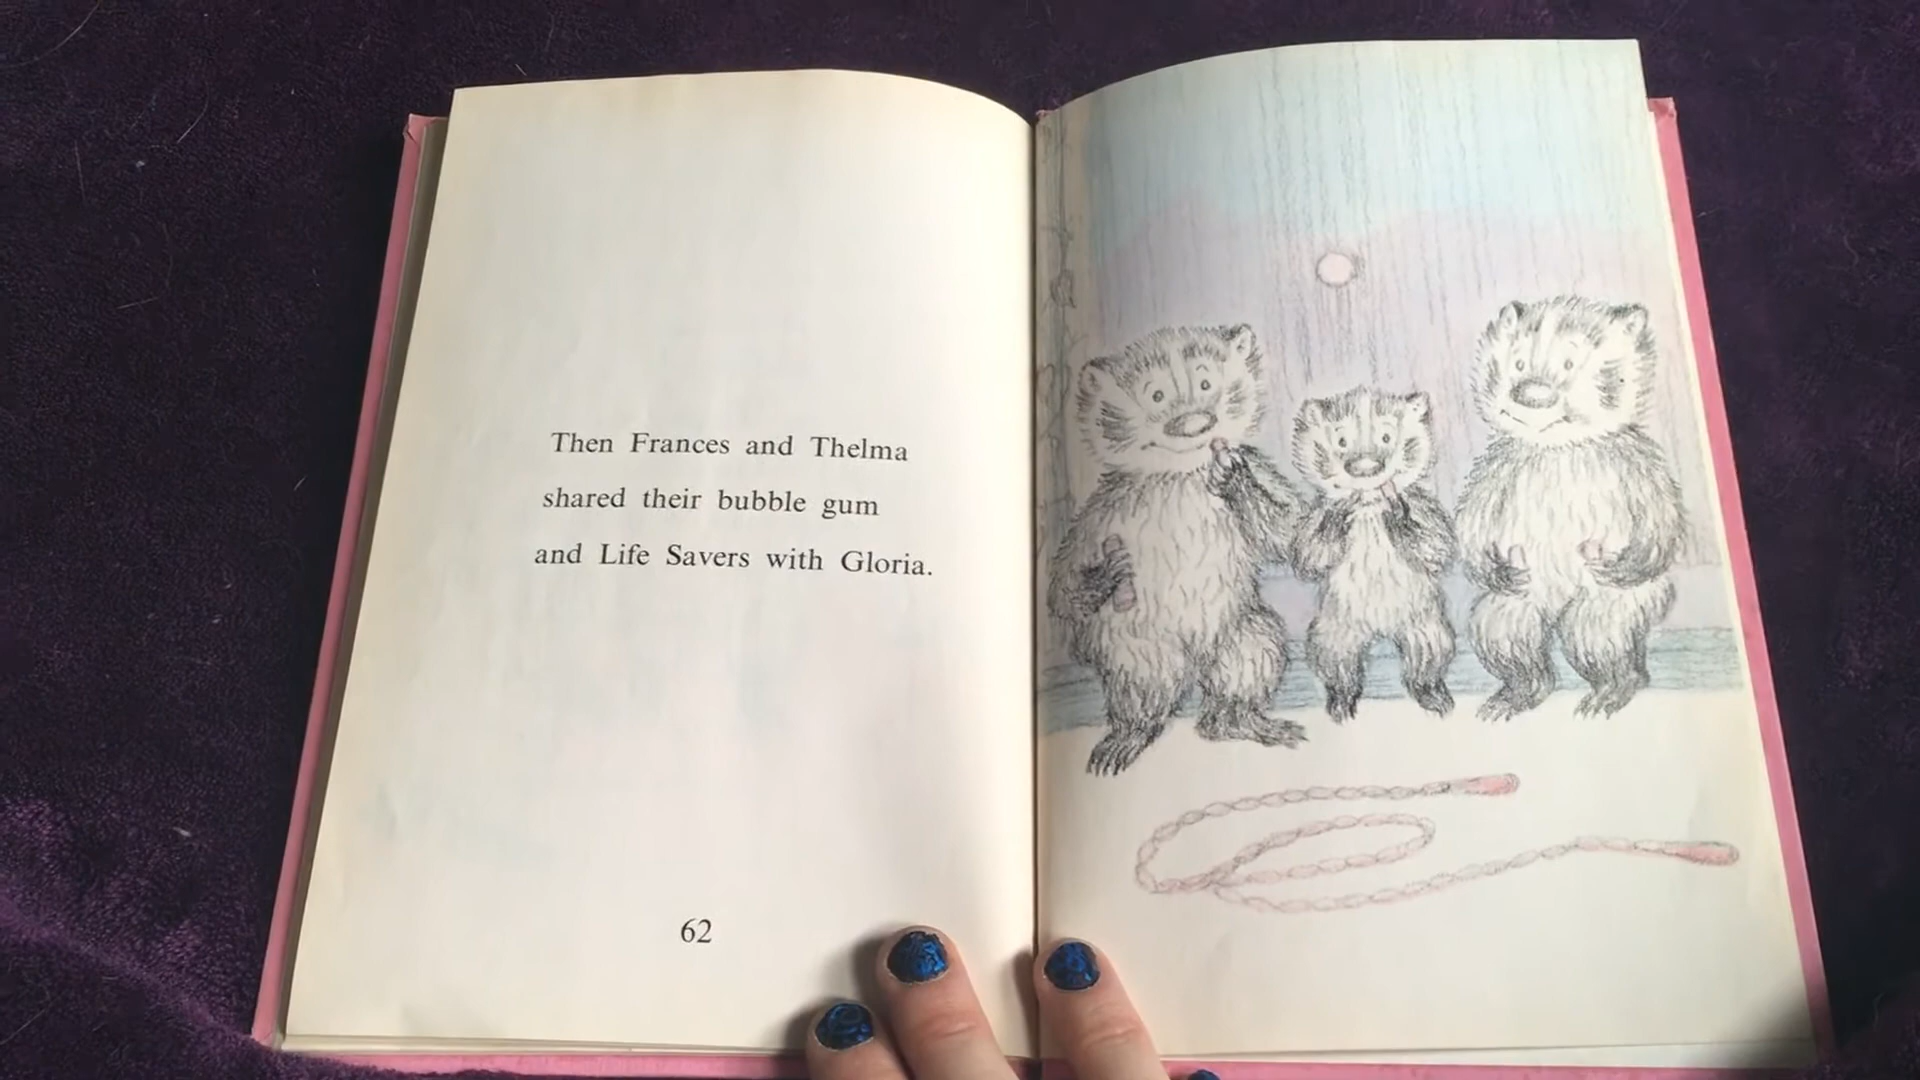 Then Frances and Thelma
shared their bubble gum
and Life Savers with Gloria.
62